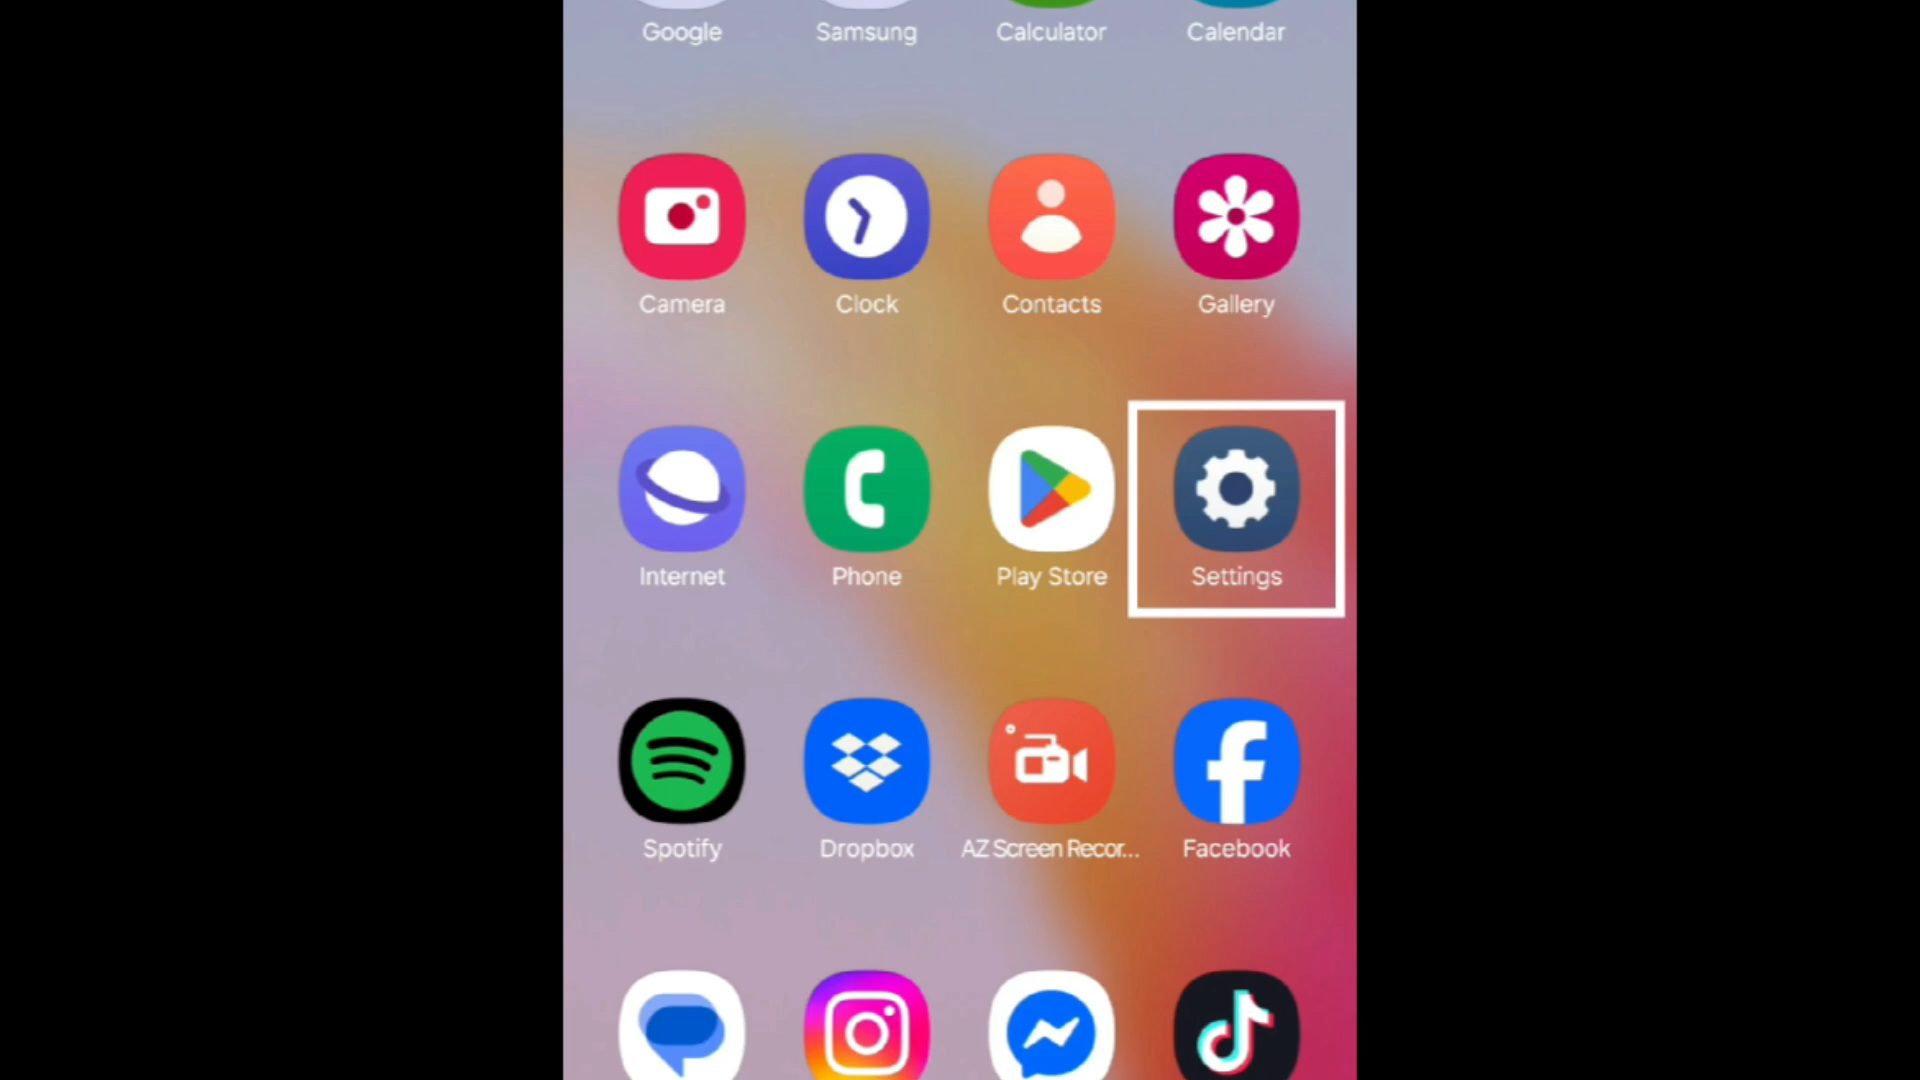 Google Samsung Calculator Calendar
Camera Clock Contacts Gallery
Internet Phone Play Store Settings
Spotify Dropbox AZ Screen Recor... Facebook